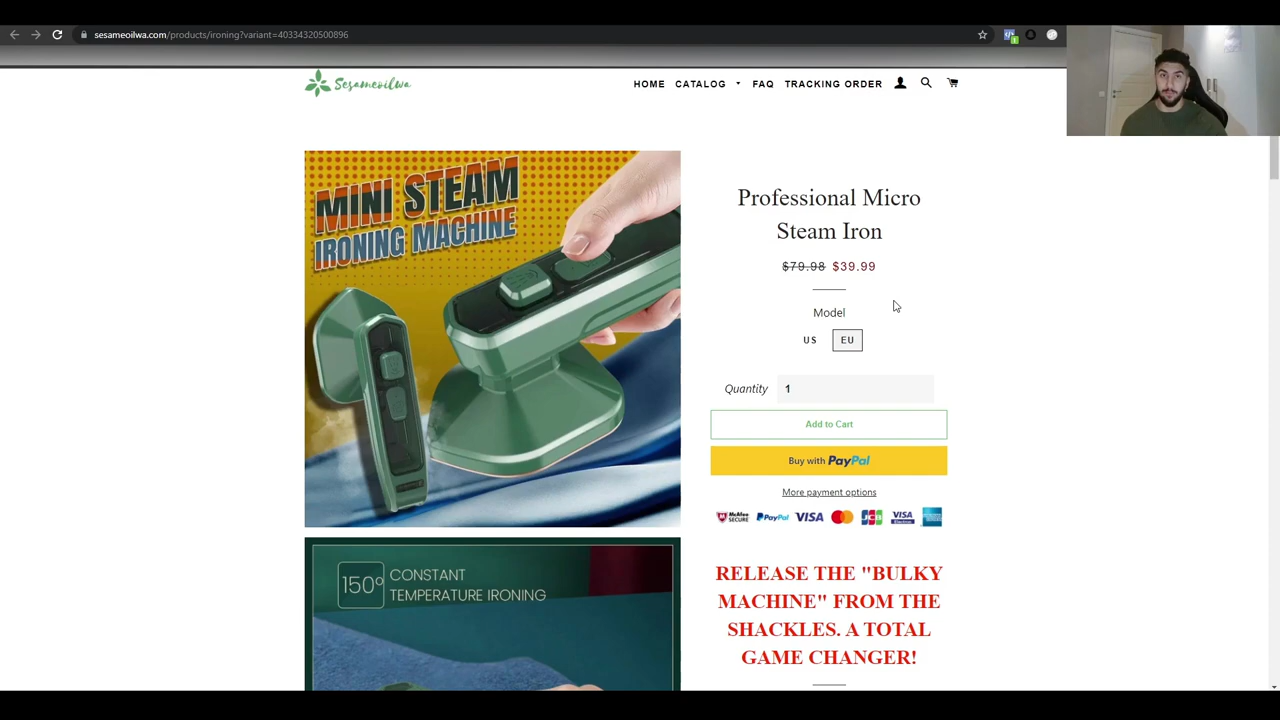 sesameoilwa.com/products/ironing?variant=40334320500896
Sesameoilwa
HOME CATALOG FAQ TRACKING ORDER
MINI STEAM
IRONING MACHINE
Professional Micro
Steam Iron
$79.98 $39.99
Model
US EU
Quantity 1
Add to Cart
Buy with PayPal
More payment options
McAfee SECURE PayPal VISA JCB VISA Electron
RELEASE THE "BULKY
MACHINE" FROM THE
SHACKLES. A TOTAL
GAME CHANGER!
150° CONSTANT
TEMPERATURE IRONING